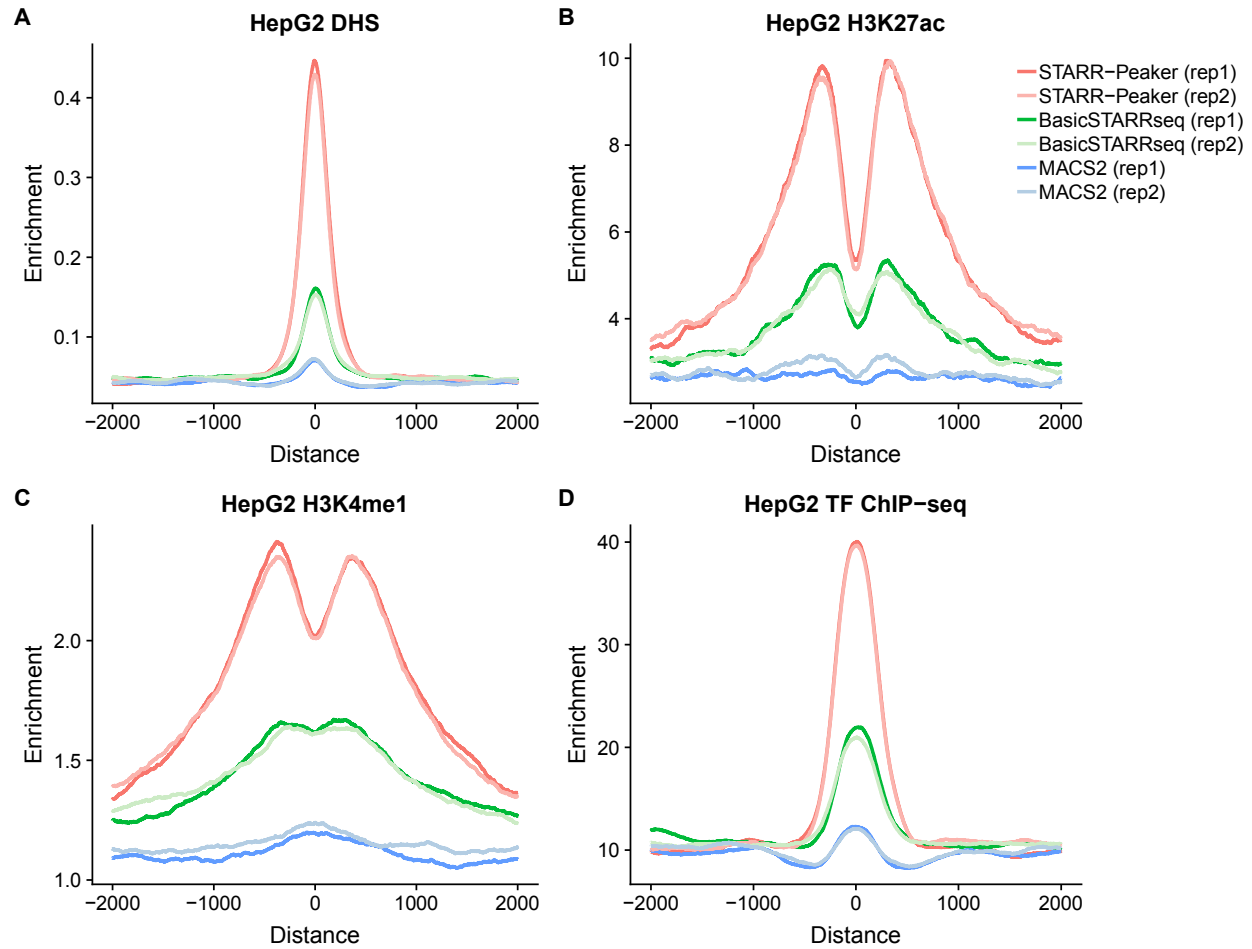 A
HepG2 DHS
Enrichment
0.4
0.3
0.2
0.1
−2000
−1000
0
1000
2000
Distance
B
HepG2 H3K27ac
Enrichment
10
8
6
4
−2000
−1000
0
1000
2000
Distance
STARR−Peaker (rep1)
STARR−Peaker (rep2)
BasicSTARRseq (rep1)
BasicSTARRseq (rep2)
MACS2 (rep1)
MACS2 (rep2)
C
HepG2 H3K4me1
Enrichment
2.0
1.5
1.0
−2000
−1000
0
1000
2000
Distance
D
HepG2 TF ChIP−seq
Enrichment
40
30
20
10
−2000
−1000
0
1000
2000
Distance